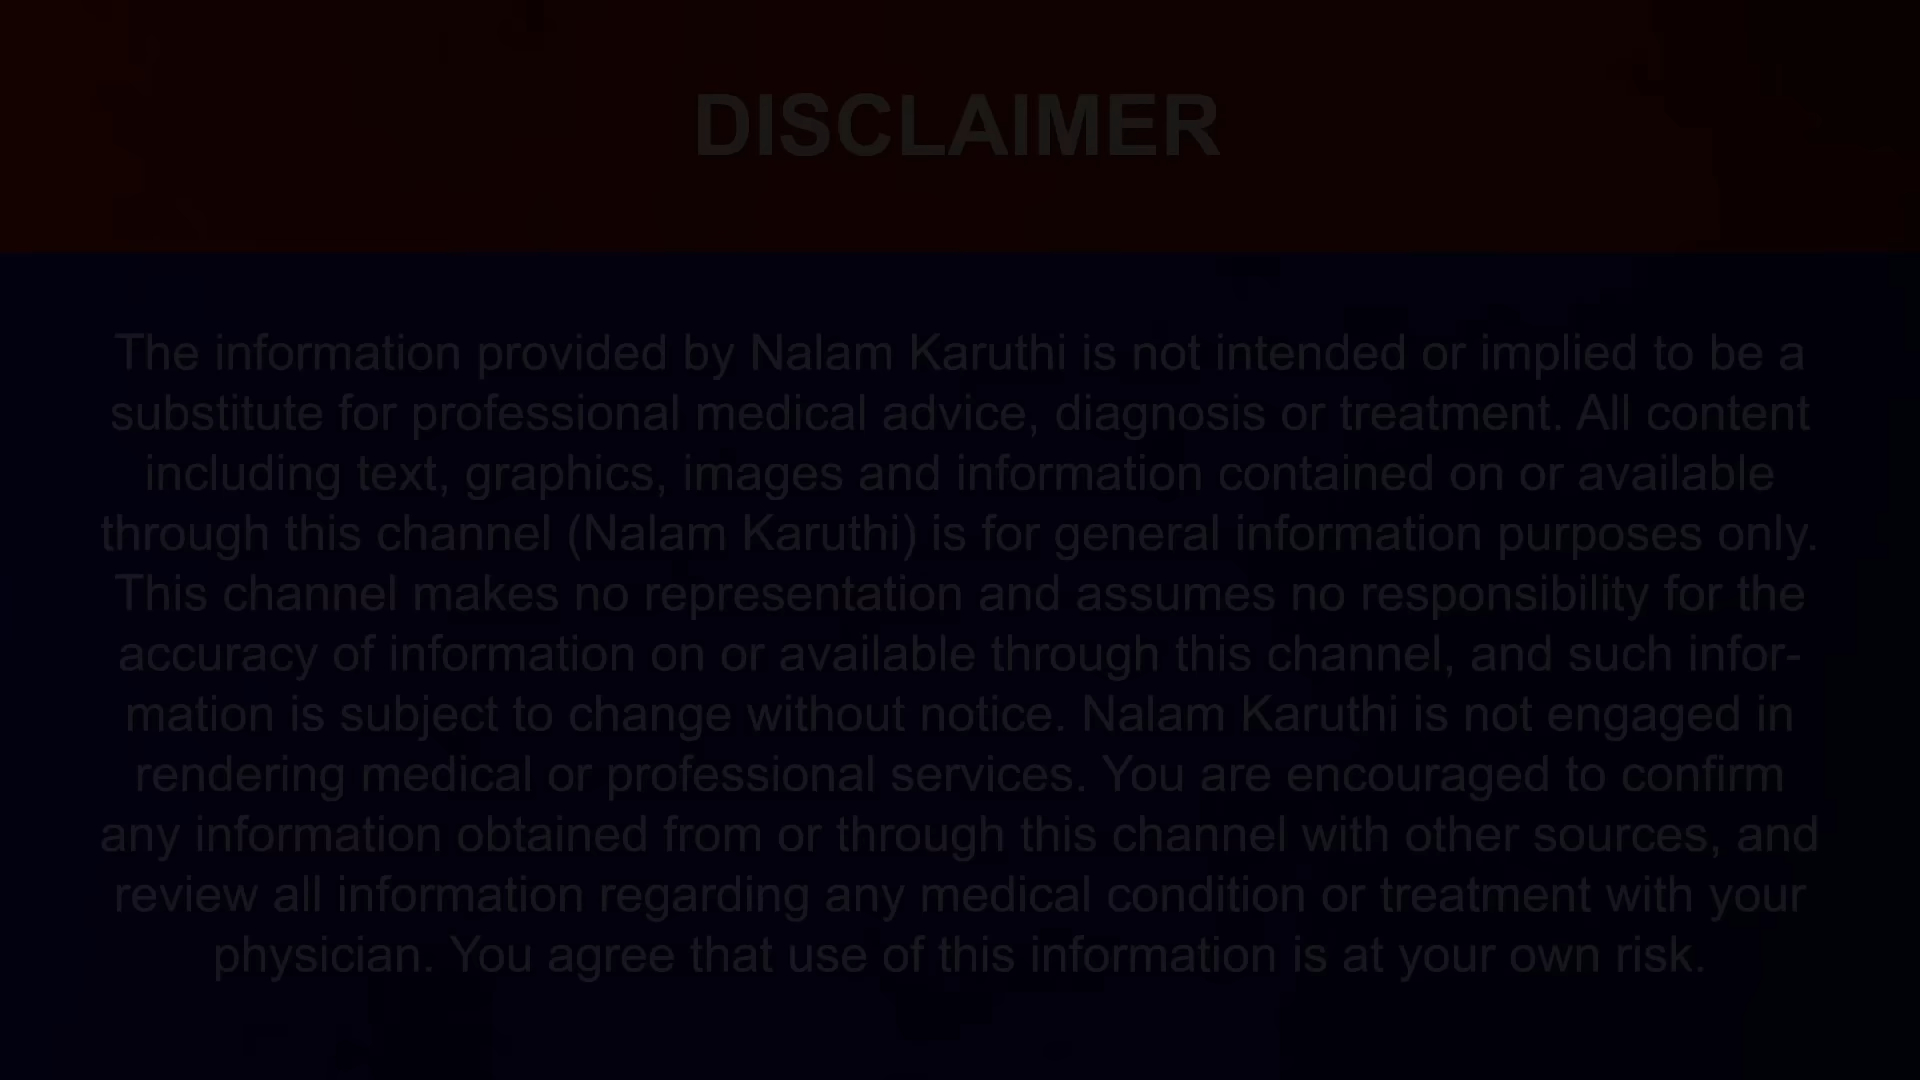 DISCLAIMER
The information provided by Nalam Karuthi is not intended or implied to be a
substitute for professional medical advice, diagnosis or treatment. All content
including text, graphics, images and information contained on or available
through this channel (Nalam Karuthi) is for general information purposes only.
This channel makes no representation and assumes no responsibility for the
accuracy of information on or available through this channel, and such infor-
mation is subject to change without notice. Nalam Karuthi is not engaged in
rendering medical or professional services. You are encouraged to confirm
any information obtained from or through this channel with other sources, and
review all information regarding any medical condition or treatment with your
physician. You agree that use of this information is at your own risk.